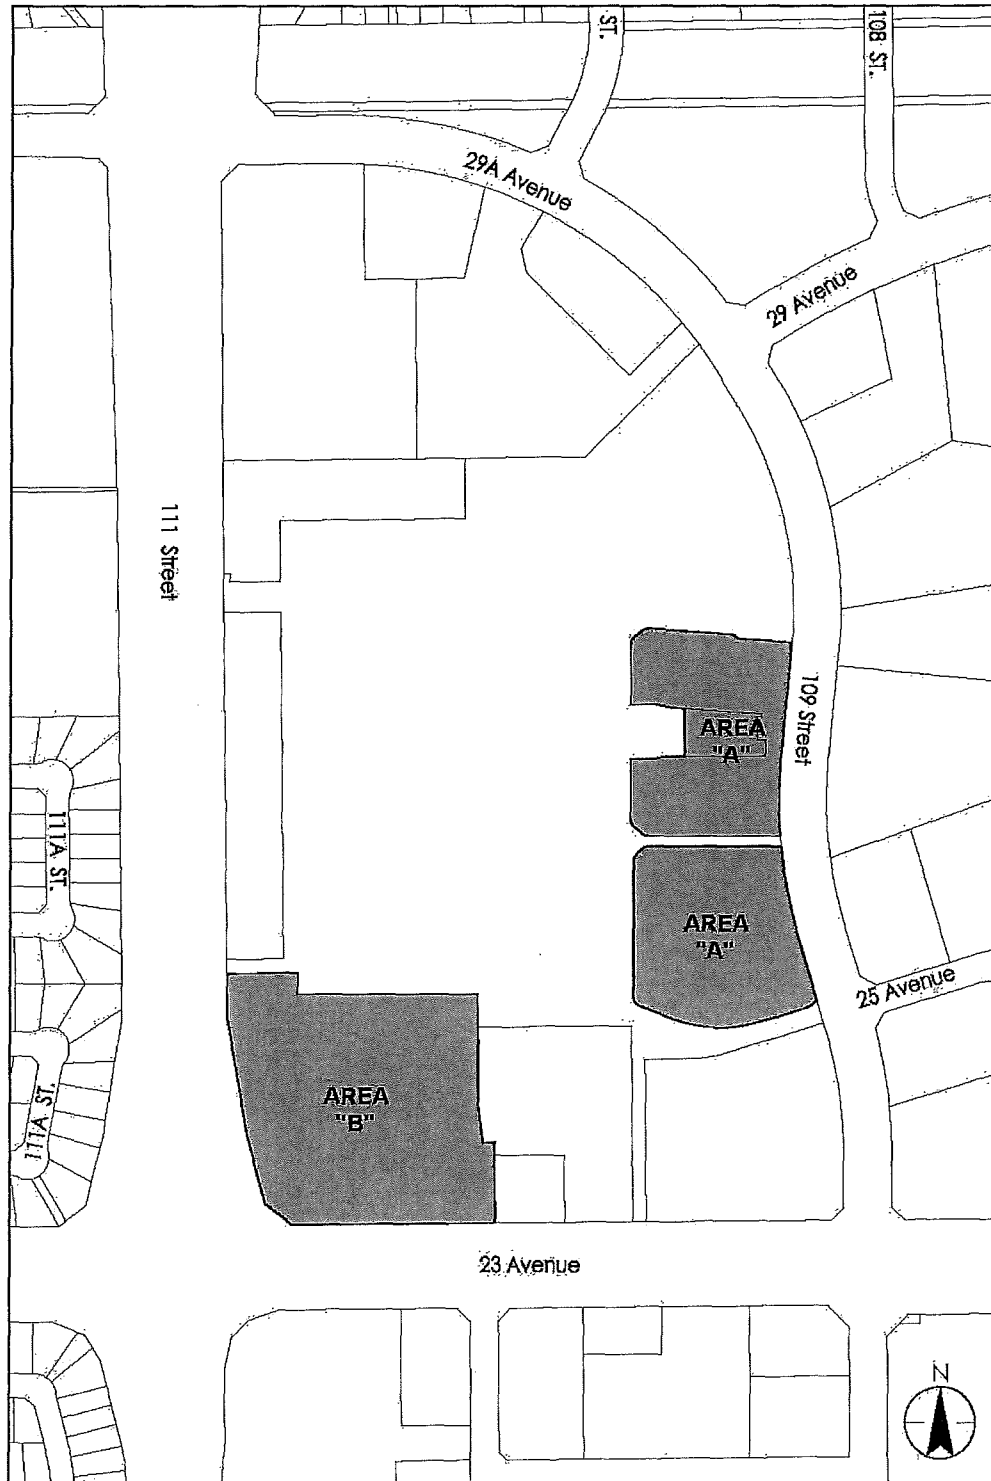 ST.
108 ST.
29A Avenue
29 Avenue
111 Street
109 Street
AREA
"A"
111A ST.
AREA
"A"
25 Avenue
AREA
"B"
111A ST.
23 Avenue
N